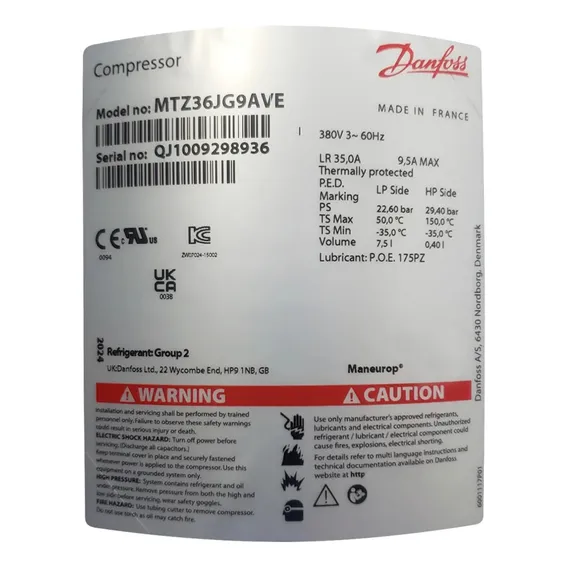 Compressor
Danfoss
Model no: MTZ36JG9AVE
MADE IN FRANCE
Serial no: QJ1009298936
380V 3~ 60Hz
LR 35,0A 9,5A MAX
Thermally protected
P.E.D.
Marking LP Side HP Side
PS 22,60 bar 29,40 bar
TS Max 50,0°C 150,0°C
TS Min -35,0°C -35,0°C
Volume 7,5 l 0,40 l
Lubricant: P.O.E. 175PZ
CE
0094
c RU US
KC
ZW07024-15002
UK
CA
0038
2024
Refrigerant: Group 2
UK:Danfoss Ltd., 22 Wycombe End, HP9 1NB, GB
Maneurop®
Danfoss A/S, 6430 Nordborg, Denmark
WARNING
installation and servicing shall be performed by trained
personnel only. Failure to observe these safety warnings
could result in serious injury or death.
ELECTRIC SHOCK HAZARD: Turn off power before
servicing. (Discharge all capacitors.)
Keep terminal cover in place and securely fastened
whenever power is applied to the compressor. Use this
equipment on a grounded system only.
HIGH PRESSURE: System contains refrigerant and oil
under pressure. Remove pressure from both the high and
low side before servicing, wear safety goggles.
FIRE HAZARD: Use tubing cutter to remove compressor.
Do not use torch as oil may catch fire.
CAUTION
Use only manufacturer's approved refrigerants,
lubricants and electrical components. Unauthorized
refrigerant / lubricant / electrical component could
cause fires, explosions, electrical shorting.
For details refer to multi language Instructions and
technical documentation available on Danfoss.
website at http
6001117P01